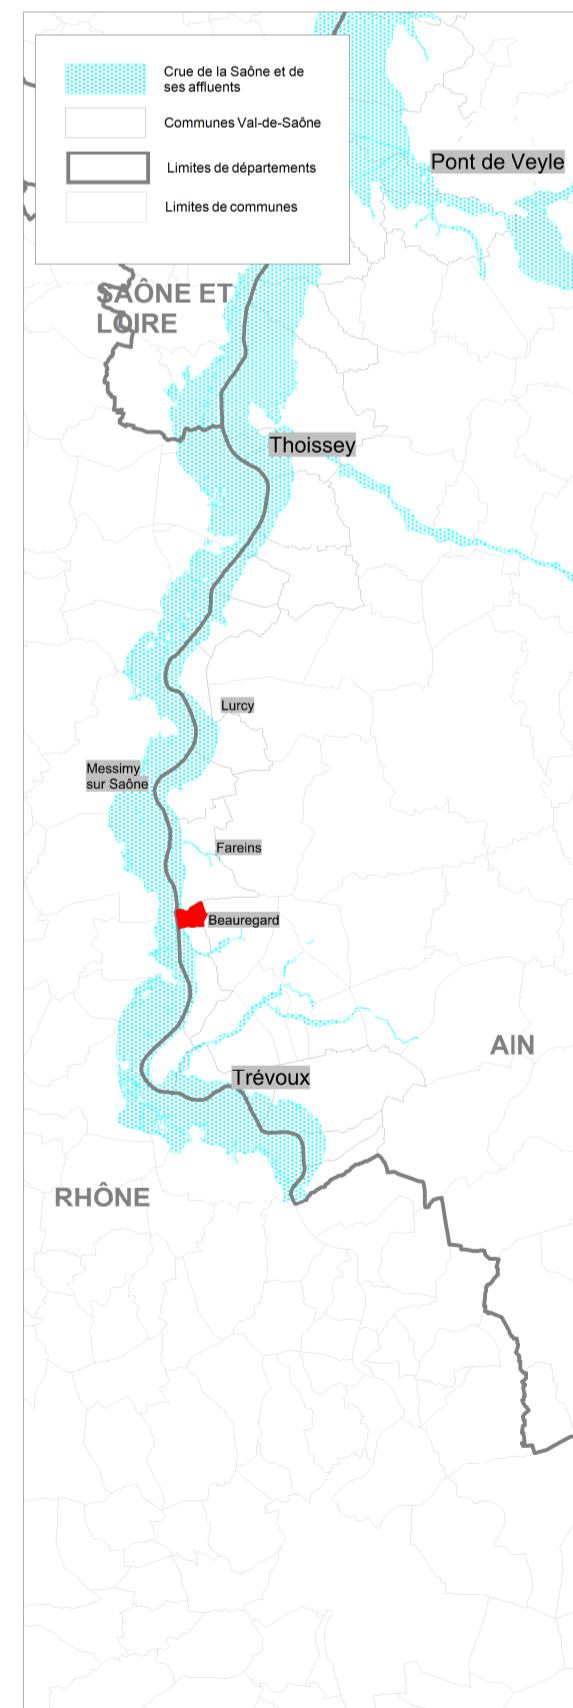 Crue de la Saône et de
ses affluents
Communes Val-de-Saône
Limites de départements
Limites de communes
Pont de Veyle
SAÔNE ET
LOIRE
Thoissey
Lurcy
Messimy
sur Saône
Fareins
Beauregard
AIN
Trévoux
RHÔNE